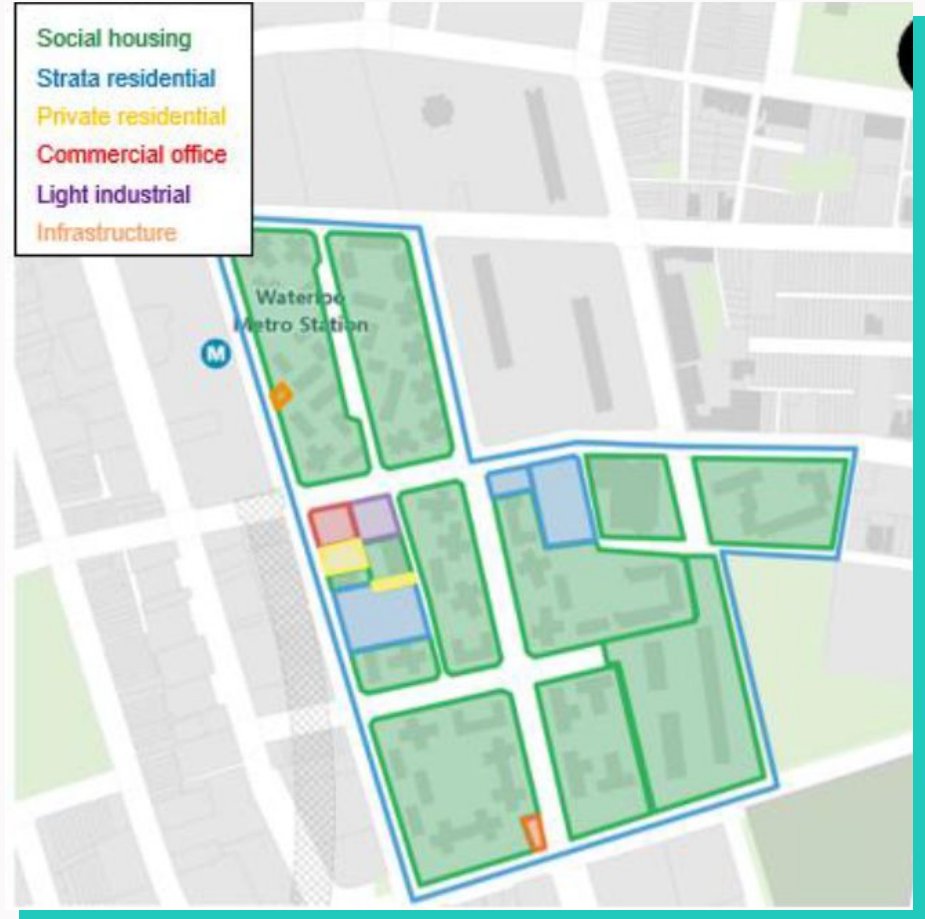 Social housing
Strata residential
Private residential
Commercial office
Light industrial
Infrastructure
Waterloo
Metro Station
M